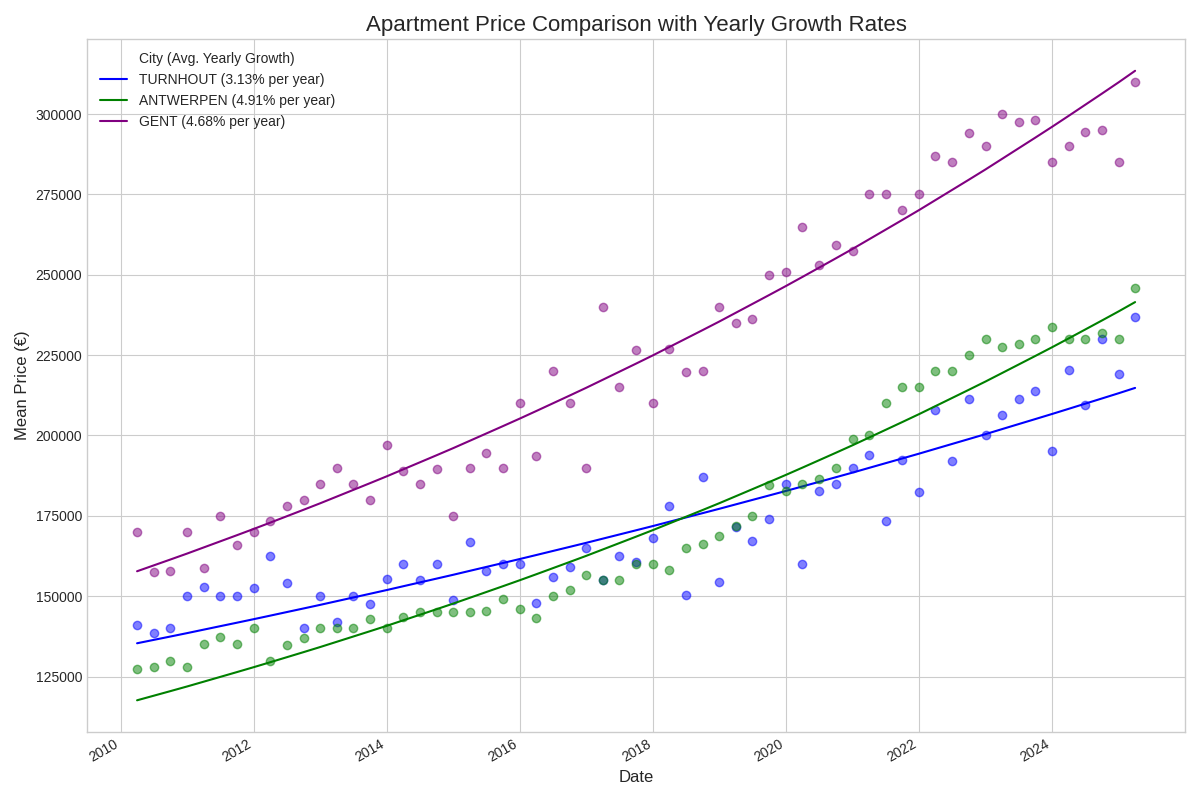 Apartment Price Comparison with Yearly Growth Rates
City (Avg. Yearly Growth)
TURNHOUT (3.13% per year)
ANTWERPEN (4.91% per year)
GENT (4.68% per year)
300000
275000
250000
225000
200000
175000
150000
125000
Mean Price (€)
2010
2012
2014
2016
2018
2020
2022
2024
Date